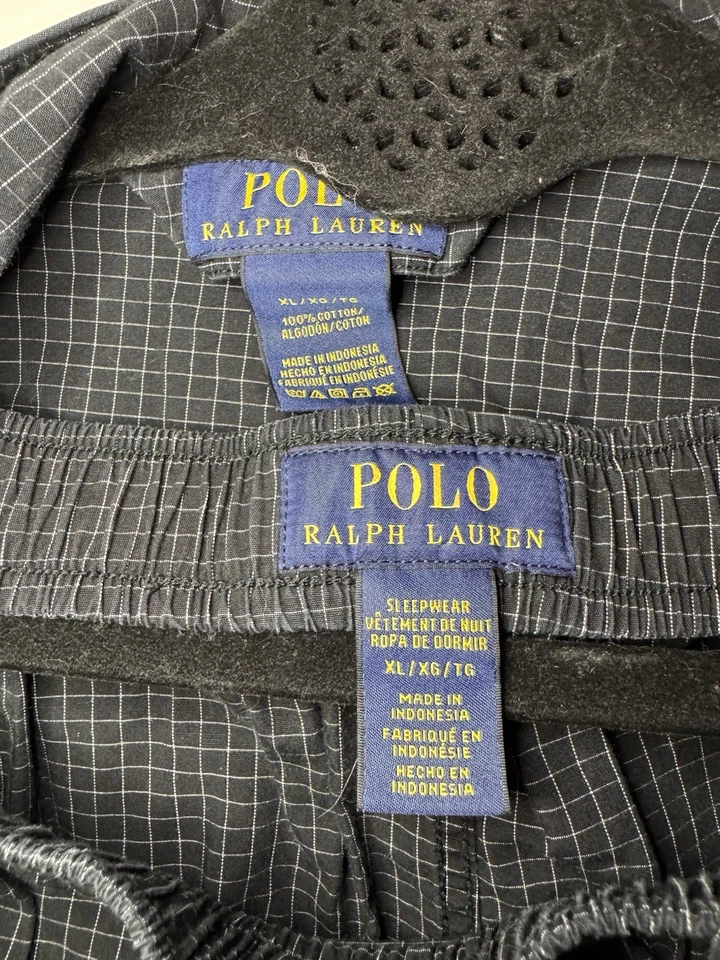 POLO
RALPH LAUREN
XL/XG/TG
100% COTTON/
ALGODÓN/COTON
MADE IN INDONESIA
HECHO EN INDONESIA
FABRIQUÉ EN INDONÉSIE
POLO
RALPH LAUREN
SLEEPWEAR
VÊTEMENT DE NUIT
ROPA DE DORMIR
XL/XG/TG
MADE IN
INDONESIA
FABRIQUÉ EN
INDONÉSIE
HECHO EN
INDONESIA